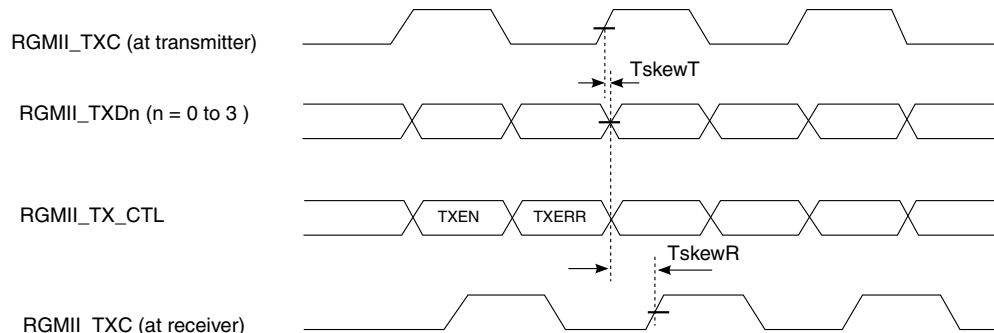 RGMII_TXC (at transmitter)
TskewT
RGMII_TXDn (n = 0 to 3 )
RGMII_TX_CTL
TXEN
TXERR
TskewR
RGMII_TXC (at receiver)